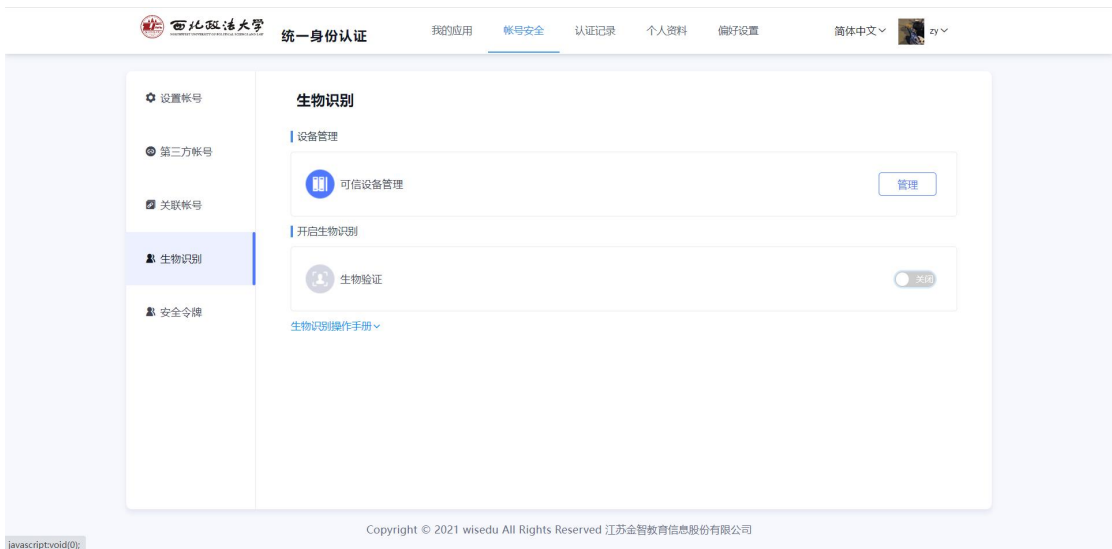 西北政法大学
统一身份认证
我的应用
帐号安全
认证记录
个人资料
偏好设置
简体中文
zy
设置帐号
第三方帐号
关联帐号
生物识别
安全令牌
生物识别
设备管理
可信设备管理
管理
开启生物识别
生物验证
关闭
生物识别操作手册
Copyright © 2021 wisedu All Rights Reserved 江苏金智教育信息股份有限公司
javascript:void(0);